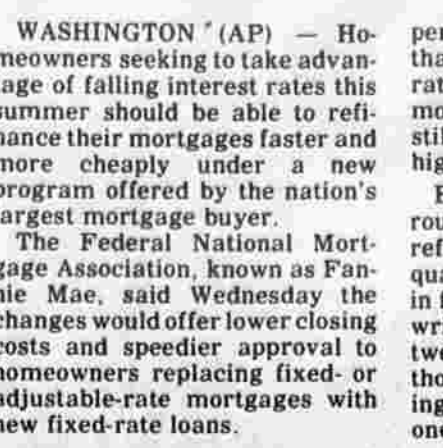 WASHINGTON (AP) — Ho-
meowners seeking to take advan-
tage of falling interest rates this
summer should be able to refi-
nance their mortgages faster and
more cheaply under a new
program offered by the nation's
largest mortgage buyer.
The Federal National Mort-
gage Association, known as Fan-
nie Mae, said Wednesday the
changes would offer lower closing
costs and speedier approval to
homeowners replacing fixed- or
adjustable-rate mortgages with
new fixed-rate loans.